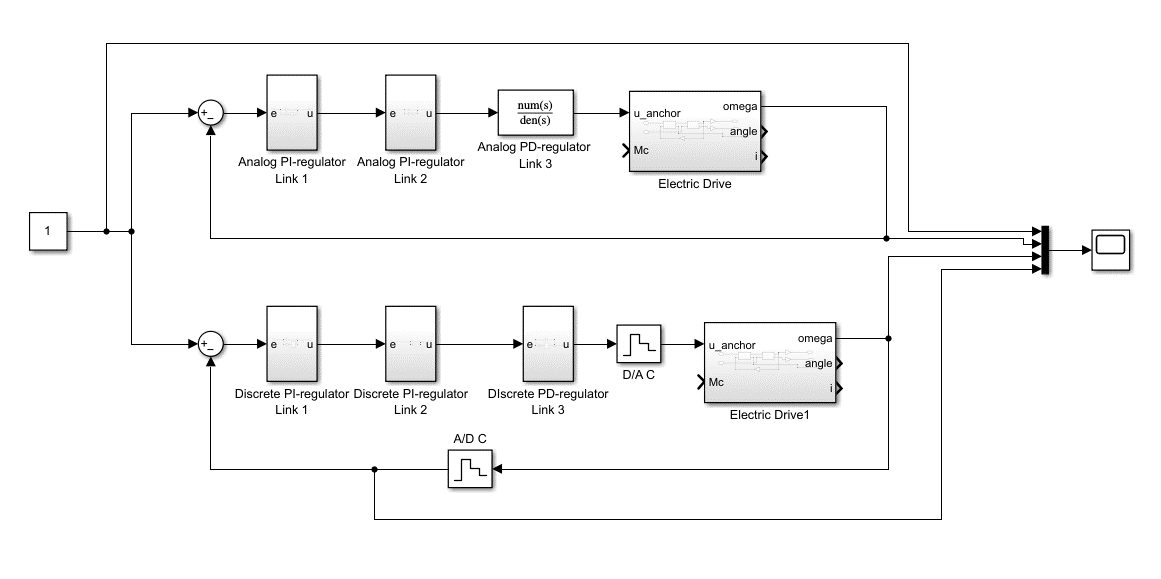 1
+
_
e u
Analog PI-regulator
Link 1
e u
Analog PI-regulator
Link 2
num(s)
den(s)
Analog PD-regulator
Link 3
u_anchor
Mc
omega
angle
i
Electric Drive
+
_
e u
Discrete PI-regulator
Link 1
e u
Discrete PI-regulator
Link 2
e u
DIscrete PD-regulator
Link 3
D/A C
u_anchor
Mc
omega
angle
i
Electric Drive1
A/D C